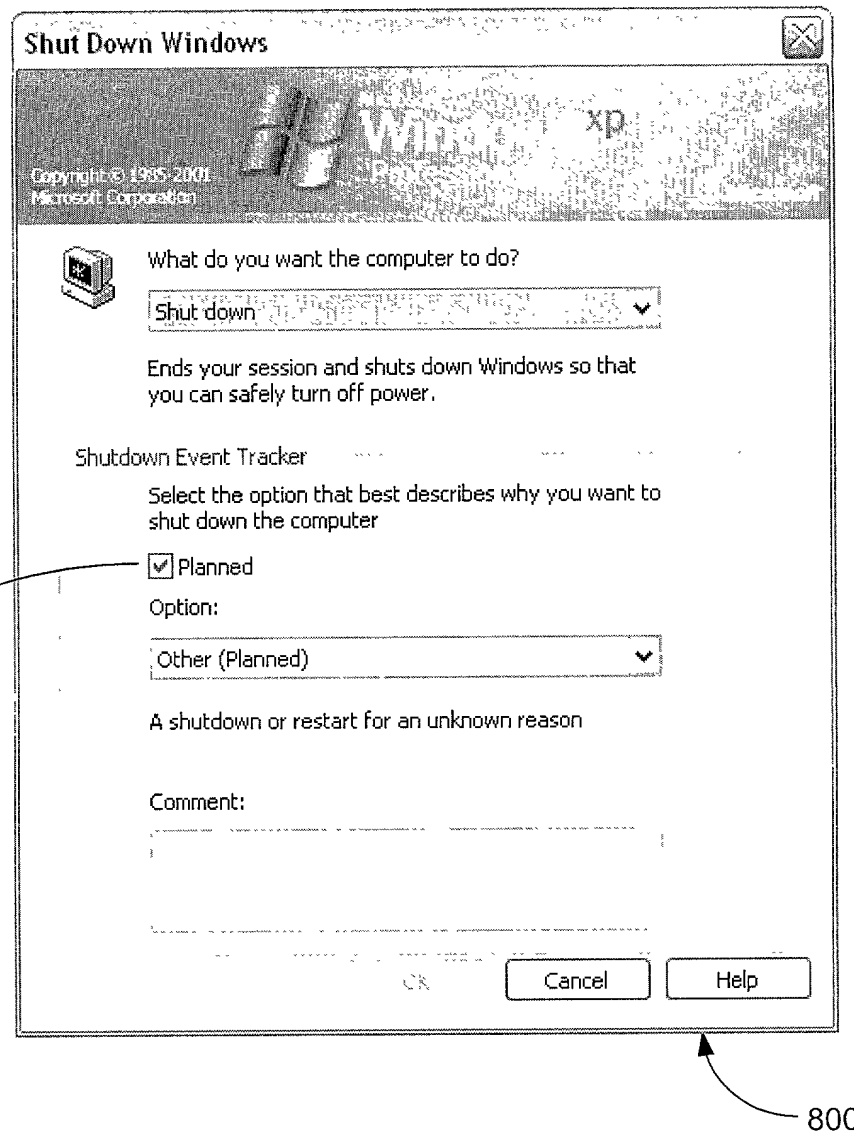 Shut Down Windows
xp
Copyright © 1985-2001
Microsoft Corporation
What do you want the computer to do?
Shut down
Ends your session and shuts down Windows so that
you can safely turn off power.
Shutdown Event Tracker
Select the option that best describes why you want to
shut down the computer
Planned
Option:
Other (Planned)
A shutdown or restart for an unknown reason
Comment:
OK
Cancel
Help
800